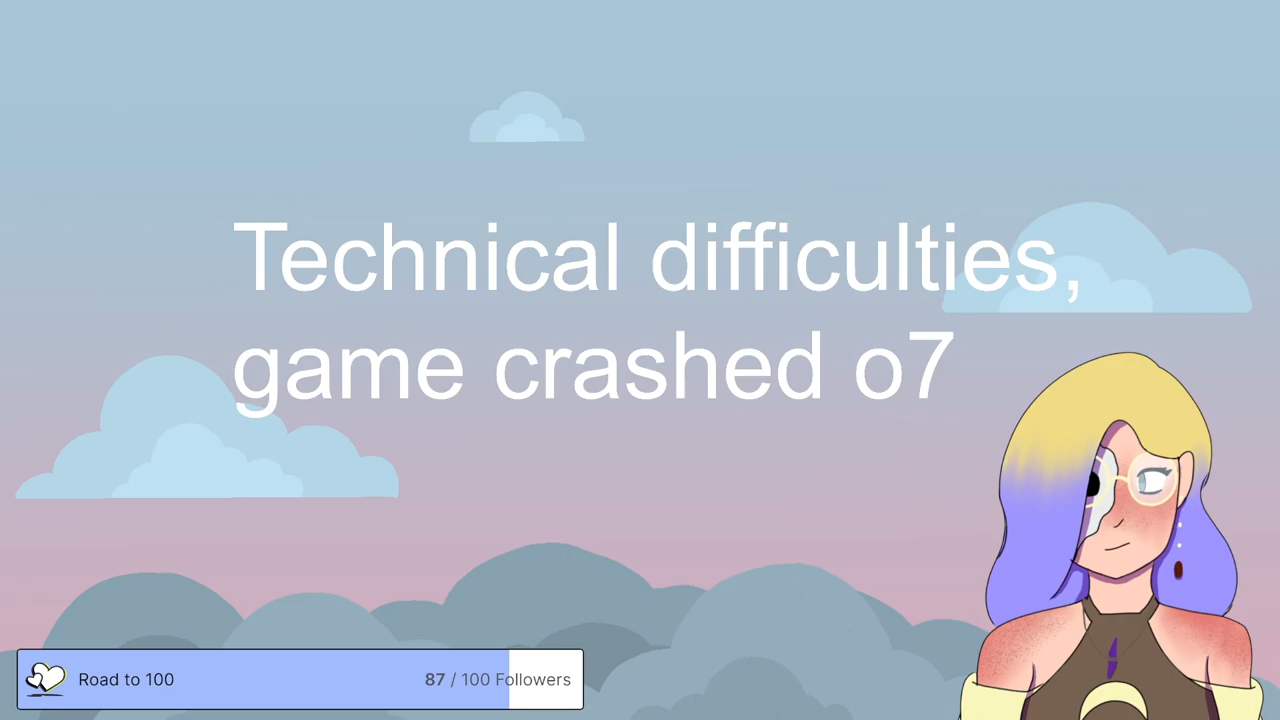 Technical difficulties,
game crashed o7
Road to 100 87 / 100 Followers